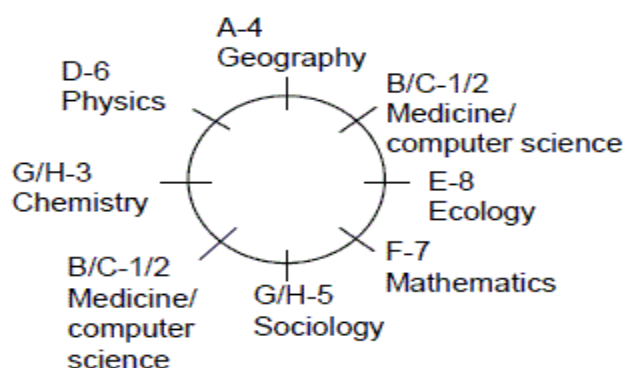 A-4
Geography
D-6
Physics
B/C-1/2
Medicine/
computer science
G/H-3
Chemistry
E-8
Ecology
F-7
Mathematics
B/C-1/2
Medicine/
computer
science
G/H-5
Sociology